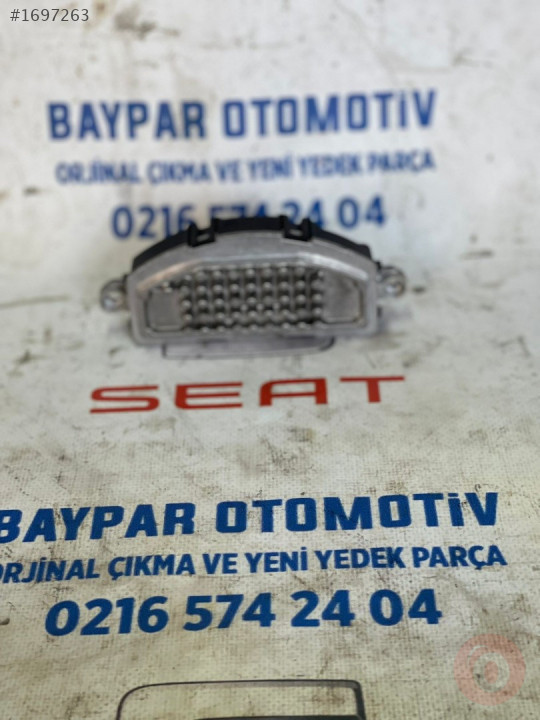 #1697263
BAYPAR OTOMOTİV
ORJİNAL ÇIKMA VE YENİ YEDEK PARÇA
0216 574 24 04
SEAT
BAYPAR OTOMOTİV
ORJİNAL ÇIKMA VE YENİ YEDEK PARÇA
0216 574 24 04